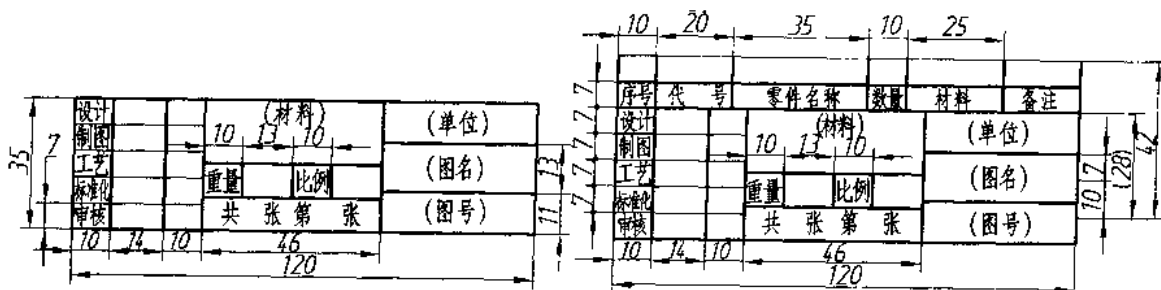 10 20 35 10 25
7
序号 代号 零件名称 数量 材料 备注
设计 (材料) (单位)
制图 10 13 10
工艺 (图名)
标准化 重量 比例
审核 共 张 第 张 (图号)
35 7 13 11
10 14 10 46
120
设计 (材料) (单位)
制图 10 13 10
工艺 (图名)
标准化 重量 比例
审核 共 张 第 张 (图号)
7 7 7 7
10 7 (28) 42
10 14 10 46
120